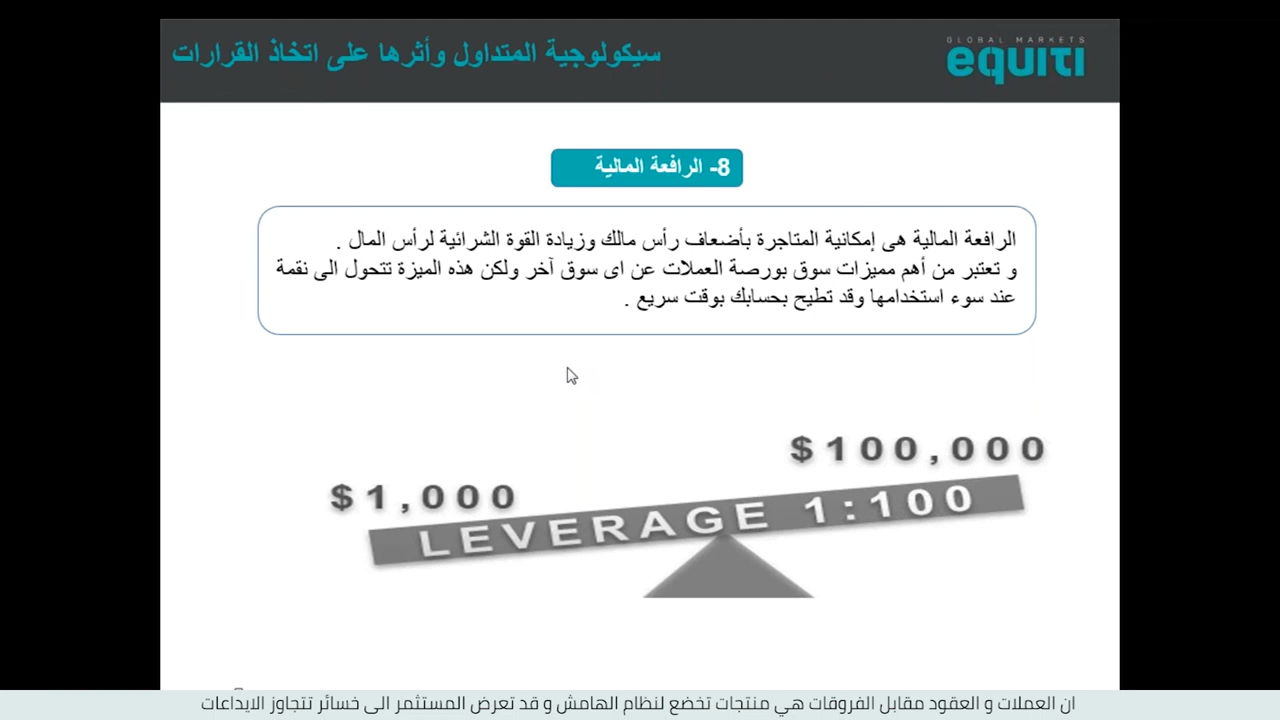 سيكولوجية المتداول وأثرها على اتخاذ القرارات
GLOBAL MARKETS
equiti
8- الرافعة المالية
الرافعة المالية هى إمكانية المتاجرة بأضعاف رأس مالك وزيادة القوة الشرائية لرأس المال .
و تعتبر من أهم مميزات سوق بورصة العملات عن اى سوق آخر ولكن هذه الميزة تتحول الى نقمة
عند سوء استخدامها وقد تطيح بحسابك بوقت سريع .
$100,000
$1,000
LEVERAGE 1:100
ان العملات و العقود مقابل الفروقات هي منتجات تخضع لنظام الهامش و قد تعرض المستثمر الى خسائر تتجاوز الايداعات